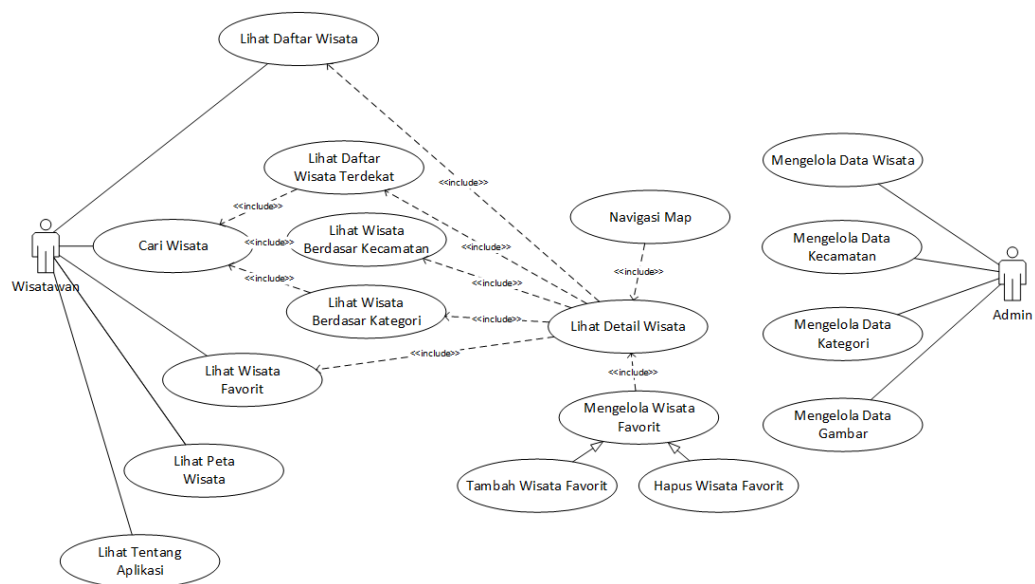 Lihat Daftar Wisata
Lihat Daftar
Wisata Terdekat
<<include>>
<<include>>
Mengelola Data Wisata
<<include>>
Navigasi Map
Cari Wisata
<<include>>
Lihat Wisata
Berdasar Kecamatan
<<include>>
Mengelola Data
Kecamatan
Wisatawan
<<include>>
<<include>>
<<include>>
Lihat Wisata
Berdasar Kategori
<<include>>
Lihat Detail Wisata
Admin
Mengelola Data
Kategori
<<include>>
Lihat Wisata
Favorit
<<include>>
Mengelola Wisata
Favorit
Mengelola Data
Gambar
Lihat Peta
Wisata
Tambah Wisata Favorit
Hapus Wisata Favorit
Lihat Tentang
Aplikasi